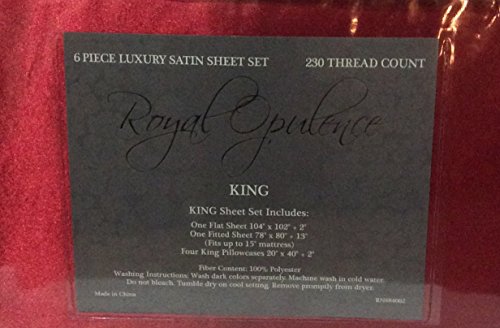 6 PIECE LUXURY SATIN SHEET SET 230 THREAD COUNT
Royal Opulence
KING
KING Sheet Set Includes:
One Flat Sheet 104" x 102" + 2"
One Fitted Sheet 78" x 80" + 13"
(Fits up to 15" mattress)
Four King Pillowcases 20" x 40" + 2"
Fiber Content: 100% Polyester
Washing Instructions: Wash dark colors separately. Machine wash in cold water.
Do not bleach. Tumble dry on cool setting. Remove promptly from dryer.
Made in China